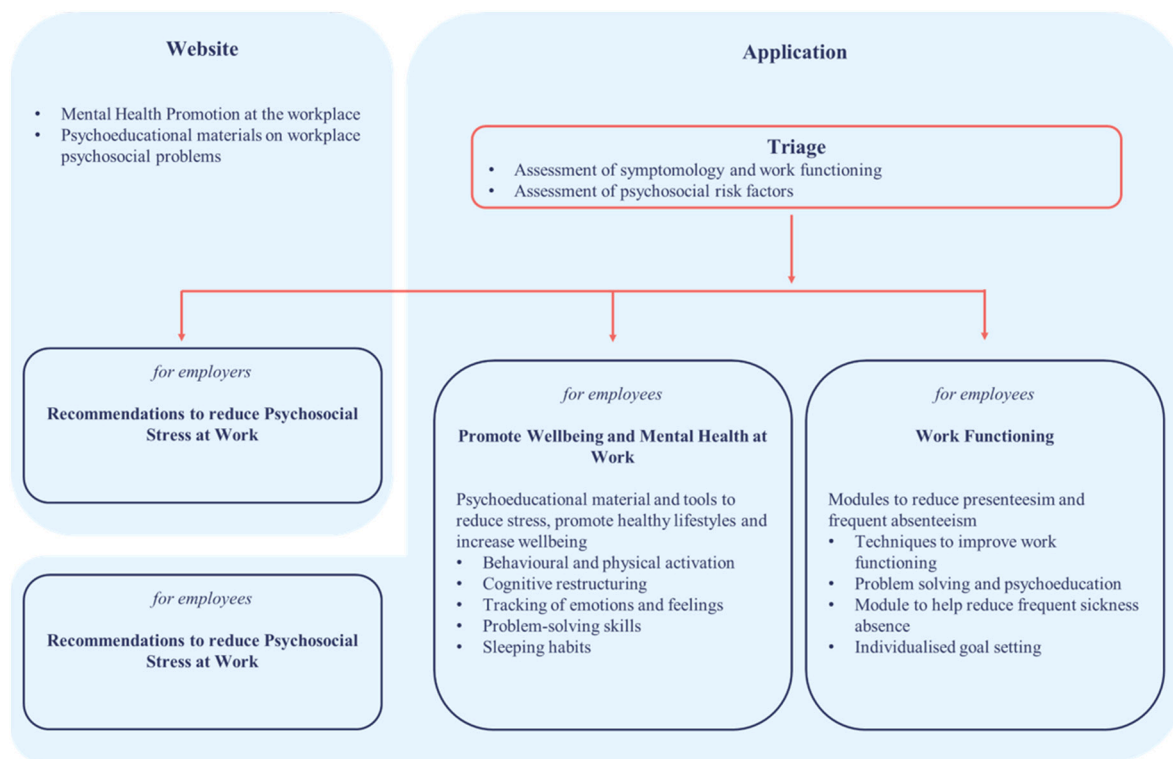 Website
• Mental Health Promotion at the workplace
• Psychoeducational materials on workplace
psychosocial problems
Application
Triage
• Assessment of symptomology and work functioning
• Assessment of psychosocial risk factors
for employers
Recommendations to reduce Psychosocial
Stress at Work
for employees
Recommendations to reduce Psychosocial
Stress at Work
for employees
Promote Wellbeing and Mental Health at
Work
Psychoeducational material and tools to
reduce stress, promote healthy lifestyles and
increase wellbeing
• Behavioural and physical activation
• Cognitive restructuring
• Tracking of emotions and feelings
• Problem-solving skills
• Sleeping habits
for employees
Work Functioning
Modules to reduce presenteesim and
frequent absenteeism
• Techniques to improve work
functioning
• Problem solving and psychoeducation
• Module to help reduce frequent sickness
absence
• Individualised goal setting